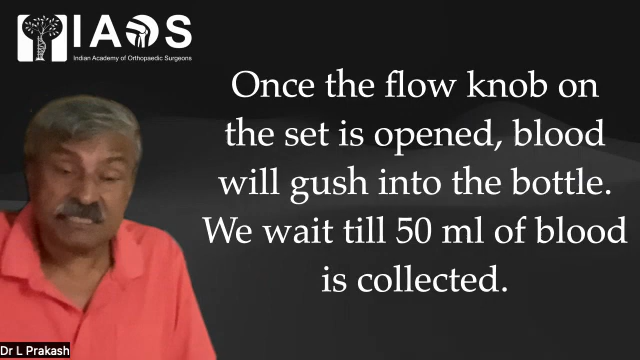 IAOS
Indian Academy of Orthopaedic Surgeons
Once the flow knob on
the set is opened, blood
will gush into the bottle.
We wait till 50 ml of blood
is collected.
Dr L Prakash